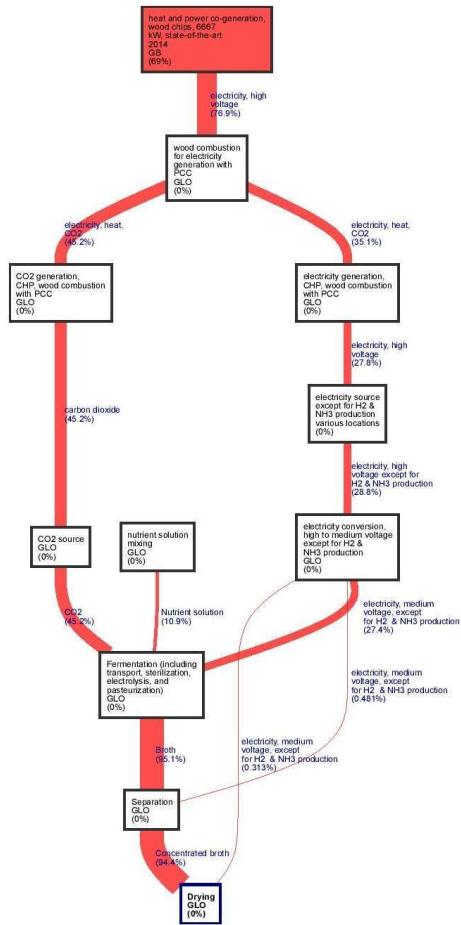 heat and power co-generation,
wood chips, 6667
kW, state-of-the-art
2014
GB
(69%)
electricity, high
voltage
(76.9%)
wood combustion
for electricity
generation with
PCC
GLO
(0%)
electricity, heat,
CO2
(45.2%)
electricity, heat,
CO2
(35.1%)
CO2 generation,
CHP, wood combustion
with PCC
GLO
(0%)
electricity generation,
CHP, wood combustion
with PCC
GLO
(0%)
electricity, high
voltage
(27.8%)
carbon dioxide
(45.2%)
electricity source
except for H2 &
NH3 production
various locations
(0%)
electricity, high
voltage except for
H2 & NH3 production
(28.8%)
CO2 source
GLO
(0%)
nutrient solution
mixing
GLO
(0%)
electricity conversion,
high to medium voltage
except for H2 &
NH3 production
GLO
(0%)
CO2
(45.2%)
Nutrient solution
(10.9%)
electricity, medium
voltage, except
for H2 & NH3 production
(27.4%)
Fermentation (including
transport, sterilization,
electrolysis, and
pasteurization)
GLO
(0%)
electricity, medium
voltage, except
for H2 & NH3 production
(0.481%)
Broth
(95.1%)
electricity, medium
voltage, except
for H2 & NH3 production
(0.313%)
Separation
GLO
(0%)
Concentrated broth
(94.4%)
Drying
GLO
(0%)